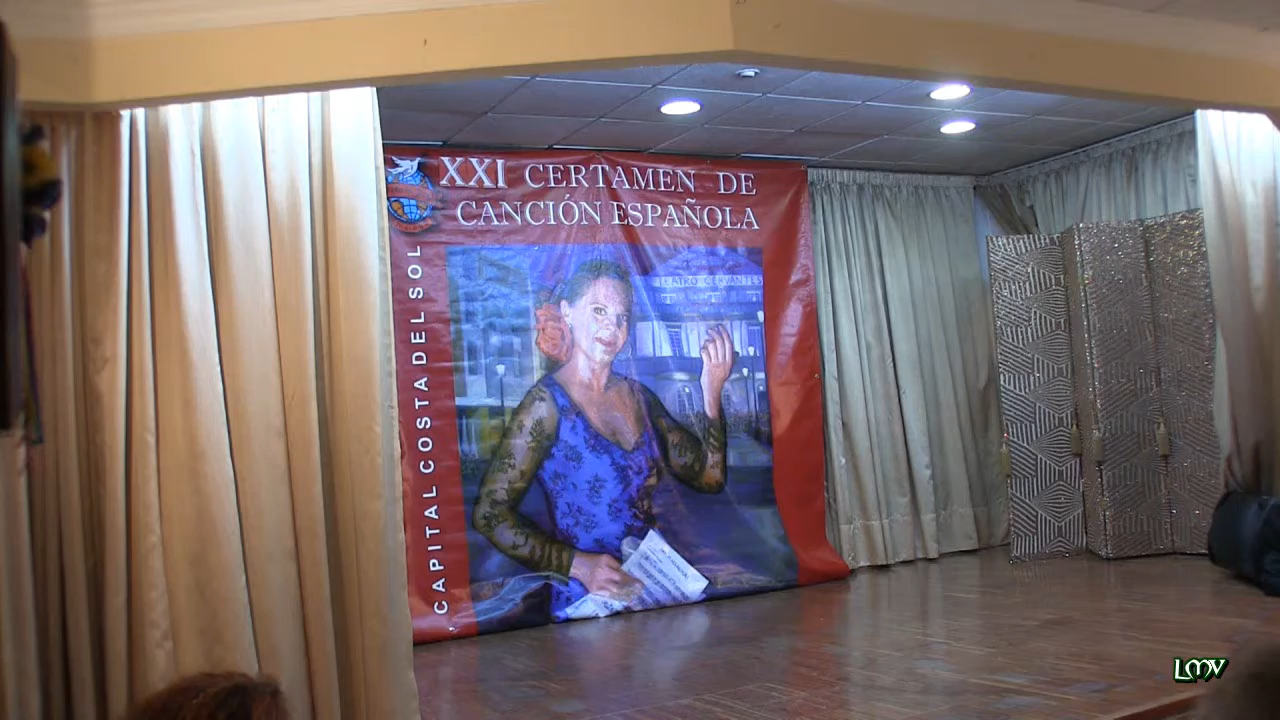 XXI CERTAMEN DE
CANCIÓN ESPAÑOLA
CAPITAL COSTA DEL SOL
TEATRO CERVANTES
LMV